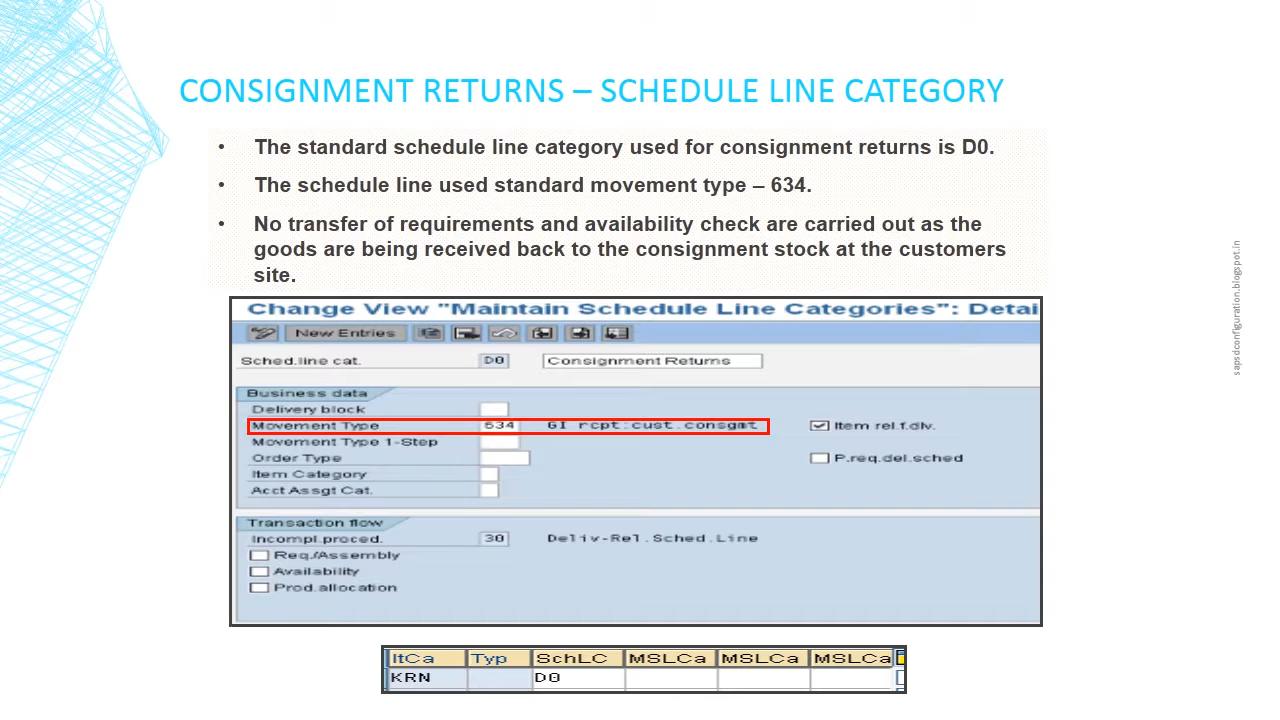 CONSIGNMENT RETURNS – SCHEDULE LINE CATEGORY
• The standard schedule line category used for consignment returns is D0.
• The schedule line used standard movement type – 634.
• No transfer of requirements and availability check are carried out as the
goods are being received back to the consignment stock at the customers
site.
sapsdconfiguration.blogspot.in
Change View "Maintain Schedule Line Categories": Detai
New Entries
Sched.line cat. D0 Consignment Returns
Business data
Delivery block
Movement Type 634 GI rcpt:cust.consgmt Item rel.f.dlv.
Movement Type 1-Step
Order Type P.req.del.sched
Item Category
Acct Assgt Cat.
Transaction flow
Incompl.proced. 30 Deliv-Rel.Sched.Line
Req./Assembly
Availability
Prod.allocation
ItCa Typ SchLC MSLCa MSLCa MSLCa
KRN D0